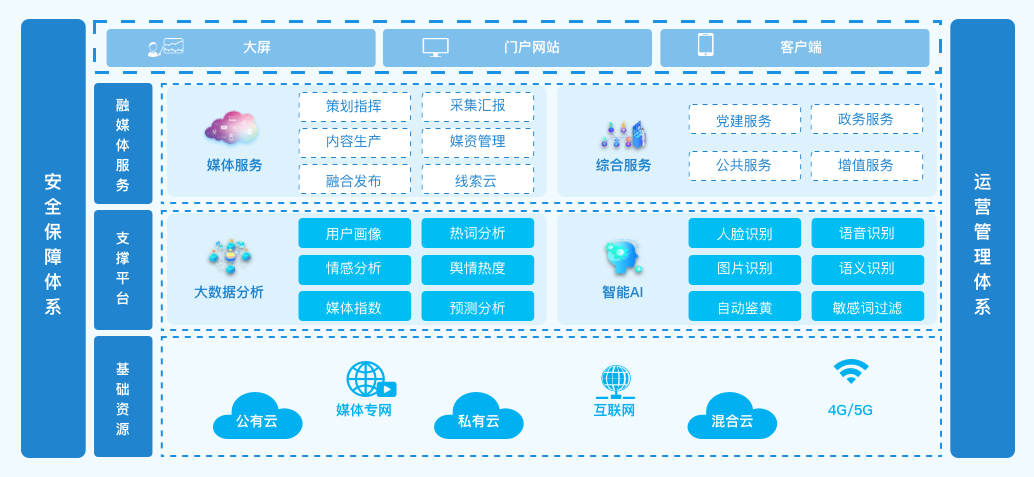 安全保障体系
大屏
门户网站
客户端
融媒体服务
媒体服务
策划指挥
采集汇报
内容生产
媒资管理
融合发布
线索云
综合服务
党建服务
政务服务
公共服务
增值服务
支撑平台
大数据分析
用户画像
热词分析
情感分析
舆情热度
媒体指数
预测分析
智能AI
人脸识别
语音识别
图片识别
语义识别
自动鉴黄
敏感词过滤
基础资源
公有云
媒体专网
私有云
互联网
混合云
4G/5G
运营管理体系